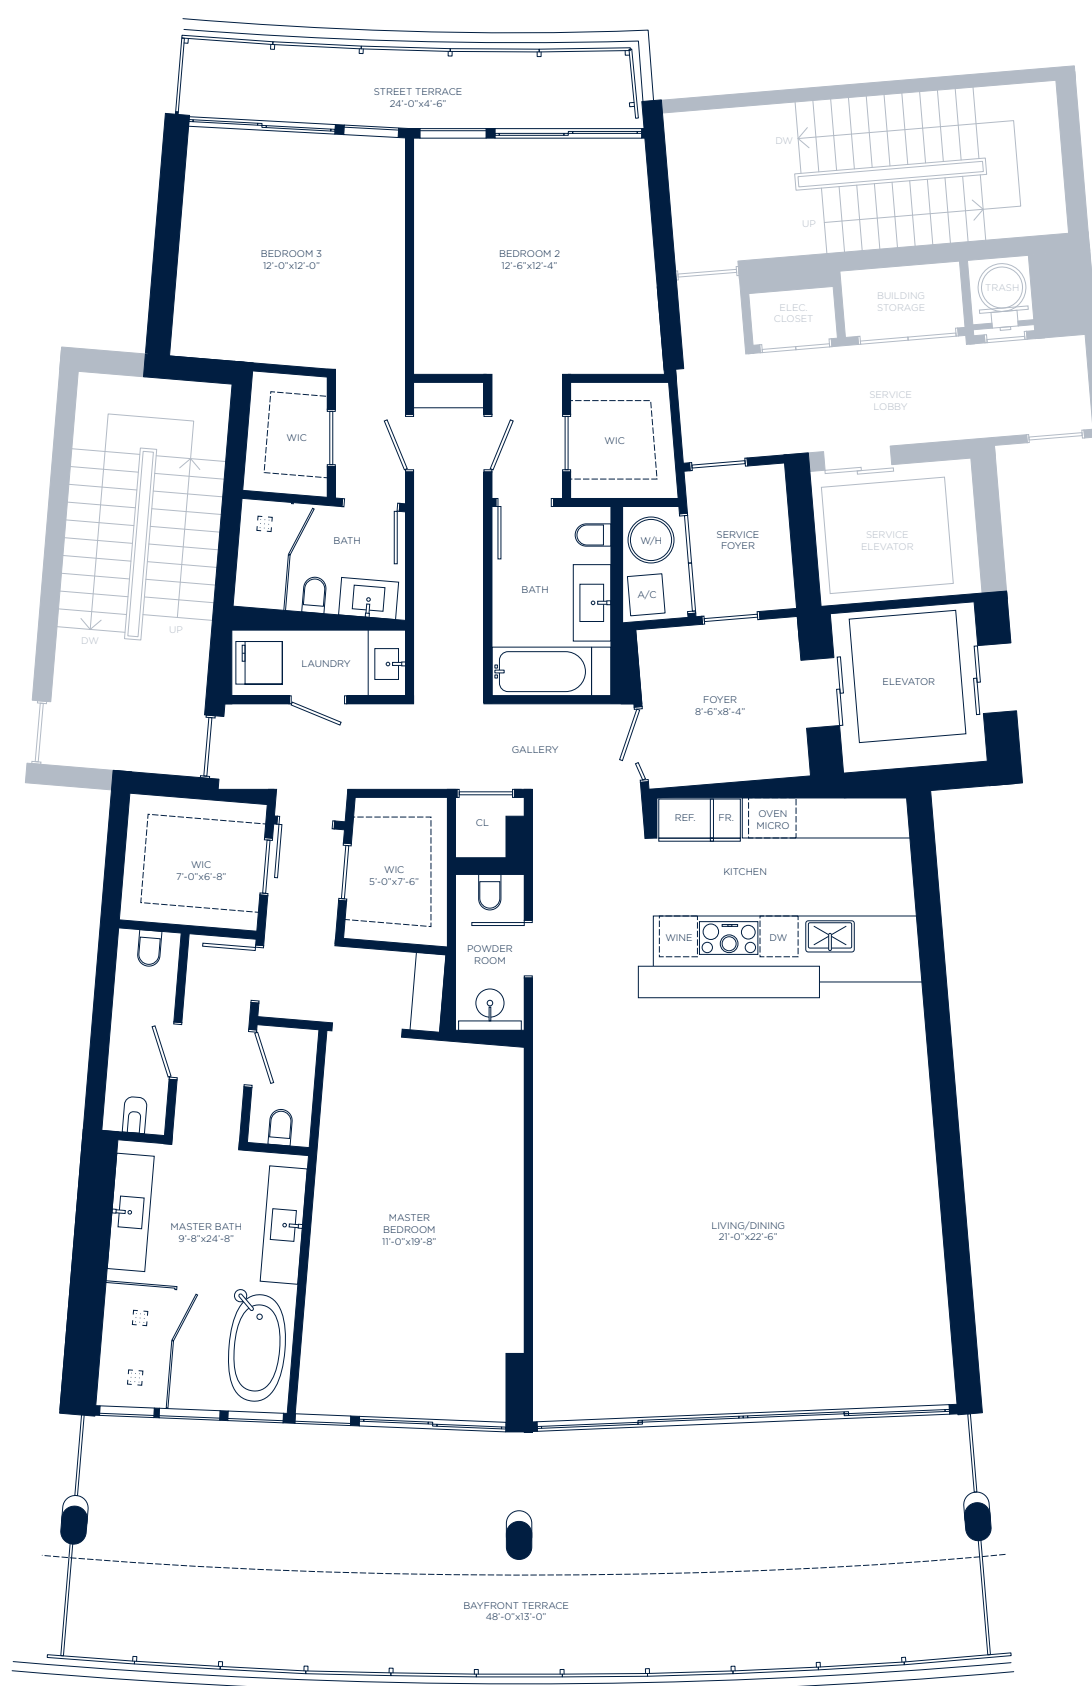 STREET TERRACE
24'-0"x4'-6"
DW
UP
BEDROOM 3
12'-0"x12'-0"
BEDROOM 2
12'-6"x12'-4"
ELEC.
CLOSET
BUILDING
STORAGE
TRASH
SERVICE
LOBBY
WIC
WIC
BATH
W/H
SERVICE
FOYER
SERVICE
ELEVATOR
BATH
A/C
DW
UP
LAUNDRY
FOYER
8'-6"x8'-4"
ELEVATOR
GALLERY
CL
REF.
FR.
OVEN
MICRO
WIC
7'-0"x6'-8"
WIC
5'-0"x7'-6"
KITCHEN
POWDER
ROOM
WINE
DW
MASTER BATH
9'-8"x24'-8"
MASTER
BEDROOM
11'-0"x19'-8"
LIVING/DINING
21'-0"x22'-6"
BAYFRONT TERRACE
48'-0"x13'-0"